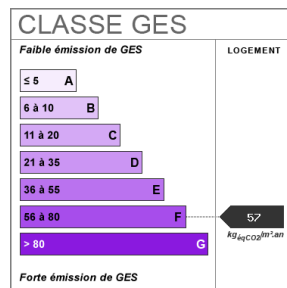 CLASSE GES
Faible émission de GES
LOGEMENT
≤ 5 A
6 à 10 B
11 à 20 C
21 à 35 D
36 à 55 E
56 à 80 F
57
kgéqCO2/m².an
> 80 G
Forte émission de GES